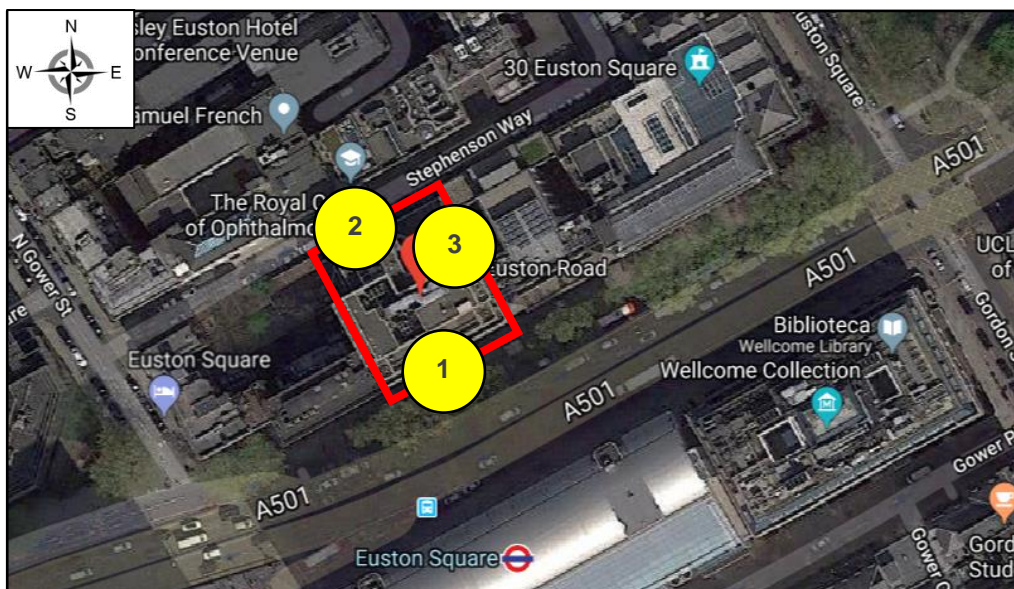 N
W
E
S
sley Euston Hotel
onference Venue
amuel French
30 Euston Square
Euston Square
Stephenson Way
A501
The Royal C
of Ophthalmo
2
3
Euston Road
A501
N Gower St
UCL
of
Gordon S
Euston Square
1
Biblioteca
Wellcome Library
Wellcome Collection
A501
A501
Gower P
Euston Square
Gower C
Gord
Stud